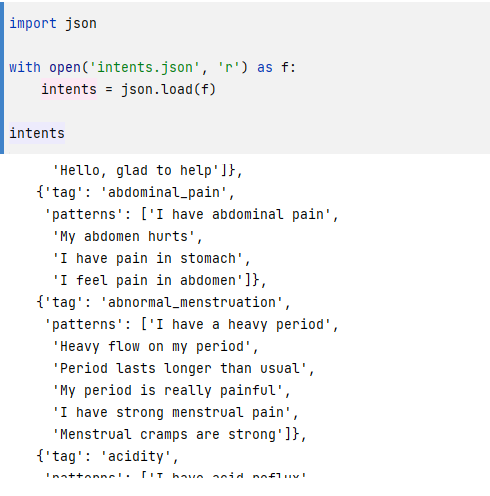 import json
with open('intents.json', 'r') as f:
    intents = json.load(f)
intents
'Hello, glad to help']},
{'tag': 'abdominal_pain',
'patterns': ['I have abdominal pain',
'My abdomen hurts',
'I have pain in stomach',
'I feel pain in abdomen']},
{'tag': 'abnormal_menstruation',
'patterns': ['I have a heavy period',
'Heavy flow on my period',
'Period lasts longer than usual',
'My period is really painful',
'I have strong menstrual pain',
'Menstrual cramps are strong']},
{'tag': 'acidity',
'patterns': ['I have acid reflux'